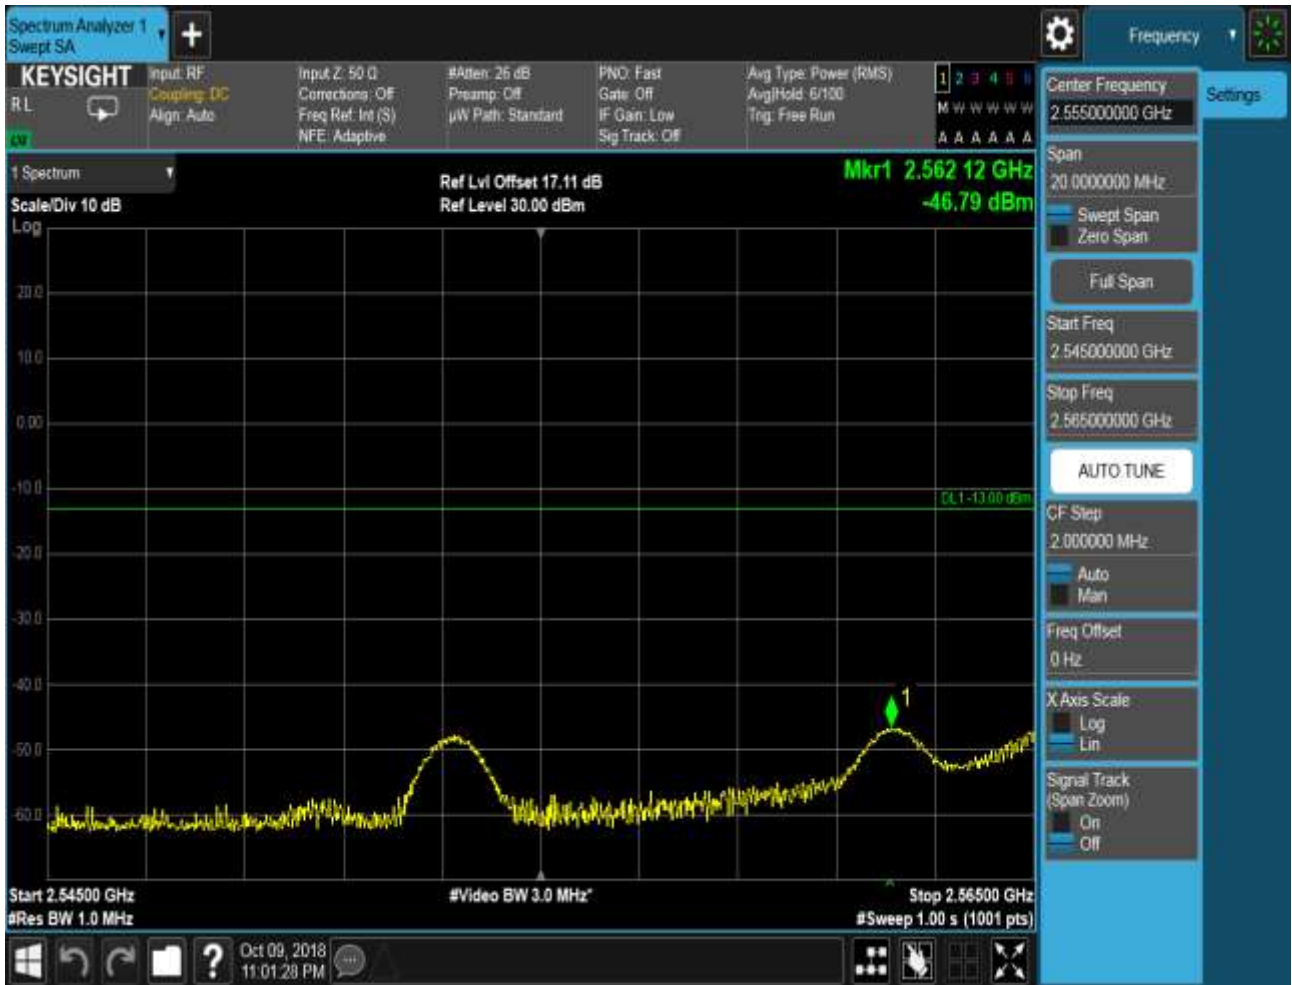 Spectrum Analyzer 1
Swept SA
+
Frequency
KEYSIGHT
RL
Input: RF
Coupling: DC
Align: Auto
Input Z: 50 Ω
Corrections: Off
Freq Ref: Int (S)
NFE: Adaptive
#Atten: 26 dB
Preamp: Off
µW Path: Standard
PNO: Fast
Gate: Off
IF Gain: Low
Sig Track: Off
Avg Type: Power (RMS)
Avg|Hold: 6/100
Trig: Free Run
1 2 3 4 5 6
M W W W W W
A A A A A A
1 Spectrum
Scale/Div 10 dB
Log
Ref Lvl Offset 17.11 dB
Ref Level 30.00 dBm
Mkr1 2.562 12 GHz
-46.79 dBm
20.0
10.0
0.00
-10.0
DL1 -13.00 dBm
-20.0
-30.0
-40.0
1
-50.0
-60.0
Start 2.54500 GHz
#Res BW 1.0 MHz
#Video BW 3.0 MHz*
Stop 2.56500 GHz
#Sweep 1.00 s (1001 pts)
Center Frequency
2.555000000 GHz
Settings
Span
20.0000000 MHz
Swept Span
Zero Span
Full Span
Start Freq
2.545000000 GHz
Stop Freq
2.565000000 GHz
AUTO TUNE
CF Step
2.000000 MHz
Auto
Man
Freq Offset
0 Hz
X Axis Scale
Log
Lin
Signal Track
(Span Zoom)
On
Off
?
Oct 09, 2018
11:01:28 PM